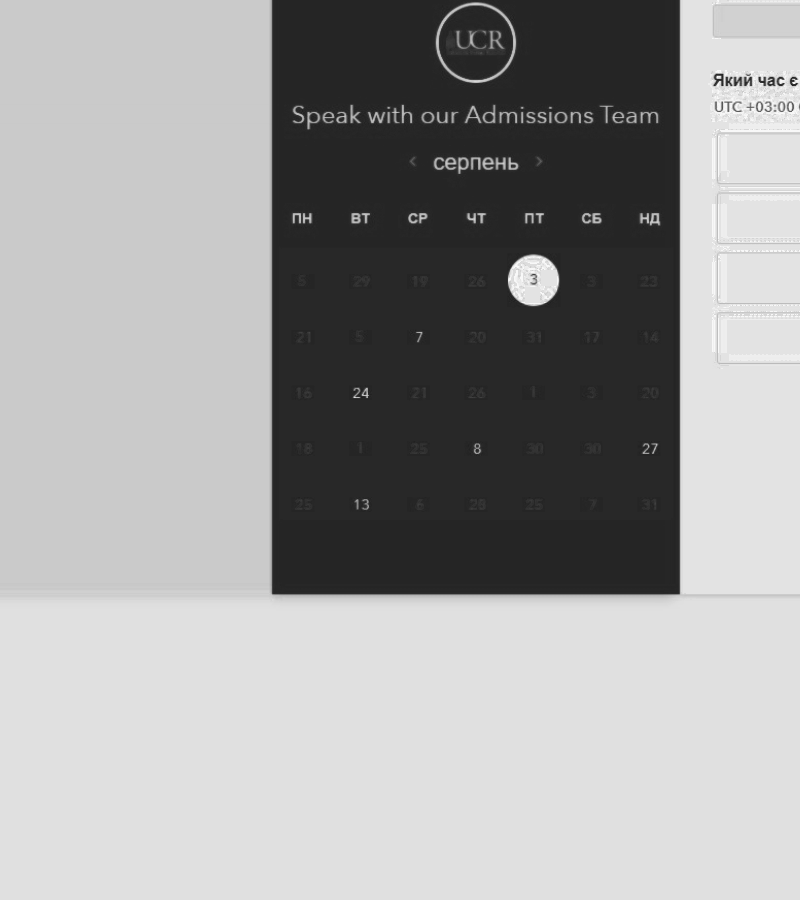 UCR
Speak with our Admissions Team
< серпень >
ПН ВТ СР ЧТ ПТ СБ НД
5 29 19 26 3 3 23
21 5 7 20 31 17 14
16 24 21 26 1 3 20
18 1 25 8 30 30 27
25 13 6 28 25 7 31
Який час є
UTC +03:00